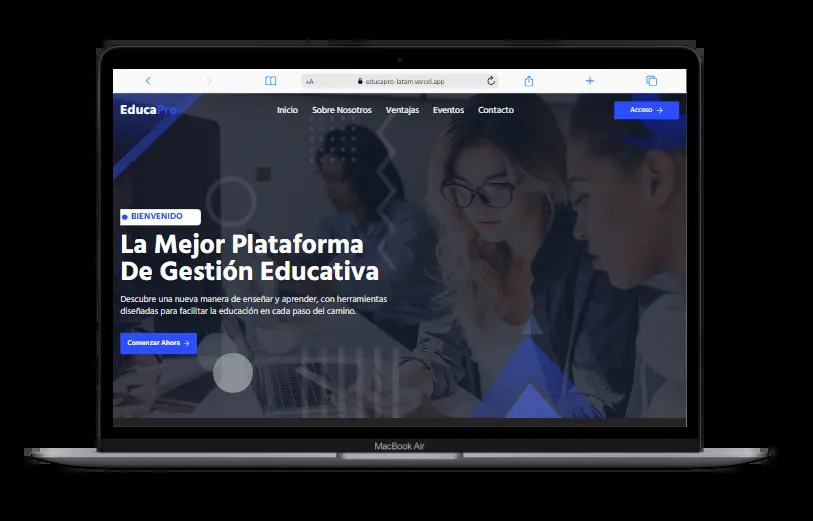 AA educapro-latam.vercel.app
EducaPro Inicio Sobre Nosotros Ventajas Eventos Contacto Acceso →
BIENVENIDO
La Mejor Plataforma
De Gestión Educativa
Descubre una nueva manera de enseñar y aprender, con herramientas
diseñadas para facilitar la educación en cada paso del camino.
Comenzar Ahora →
MacBook Air